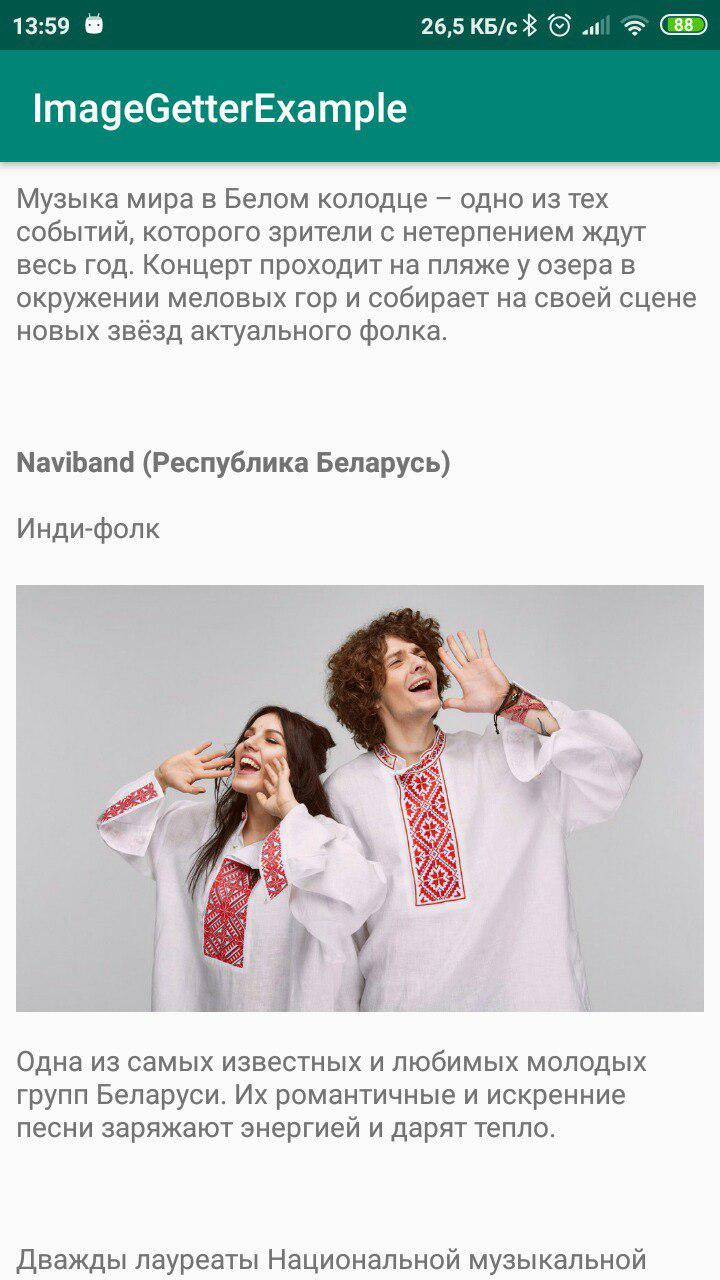 13:59 26,5 КБ/с 88
ImageGetterExample
Музыка мира в Белом колодце – одно из тех
событий, которого зрители с нетерпением ждут
весь год. Концерт проходит на пляже у озера в
окружении меловых гор и собирает на своей сцене
новых звёзд актуального фолка.
Naviband (Республика Беларусь)
Инди-фолк
Одна из самых известных и любимых молодых
групп Беларуси. Их романтичные и искренние
песни заряжают энергией и дарят тепло.
Дважды лауреаты Национальной музыкальной